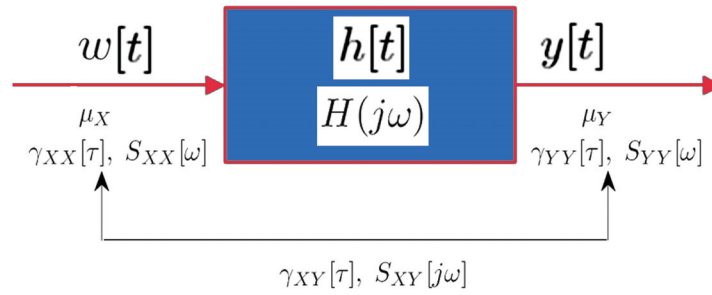 w[t] h[t] y[t]
H(jω)
μ_X μ_Y
γ_XX[τ], S_XX[ω] γ_YY[τ], S_YY[ω]
γ_XY[τ], S_XY[jω]